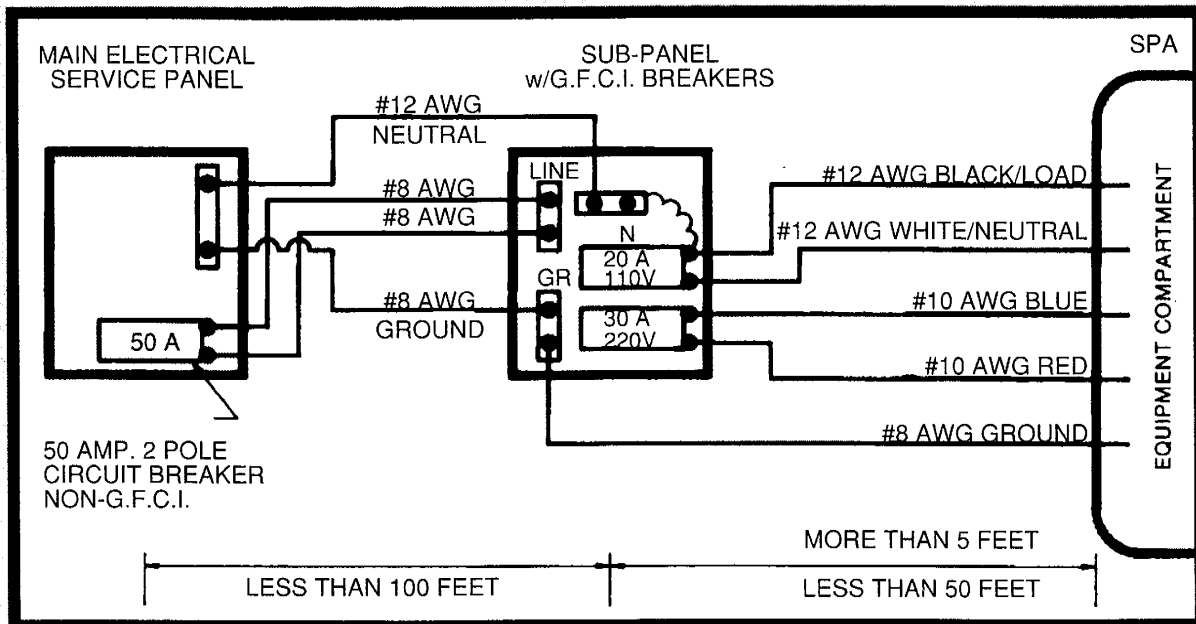 MAIN ELECTRICAL
SERVICE PANEL
SUB-PANEL
w/G.F.C.I. BREAKERS
SPA
#12 AWG
NEUTRAL
LINE
#8 AWG
#8 AWG
N
GR
20 A
110V
30 A
220V
#8 AWG
GROUND
50 A
#12 AWG BLACK/LOAD
#12 AWG WHITE/NEUTRAL
#10 AWG BLUE
#10 AWG RED
#8 AWG GROUND
EQUIPMENT COMPARTMENT
50 AMP. 2 POLE
CIRCUIT BREAKER
NON-G.F.C.I.
LESS THAN 100 FEET
MORE THAN 5 FEET
LESS THAN 50 FEET